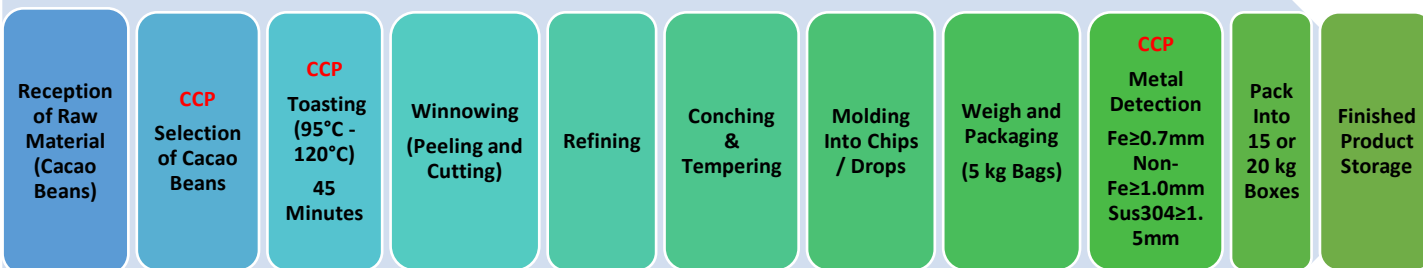 Reception
of Raw
Material
(Cacao
Beans)
CCP
Selection
of Cacao
Beans
CCP
Toasting
(95°C -
120°C)
45
Minutes
Winnowing
(Peeling and
Cutting)
Refining
Conching
&
Tempering
Molding
Into Chips
/ Drops
Weigh and
Packaging
(5 kg Bags)
CCP
Metal
Detection
Fe≥0.7mm
Non-
Fe≥1.0mm
Sus304≥1.
5mm
Pack
Into
15 or
20 kg
Boxes
Finished
Product
Storage